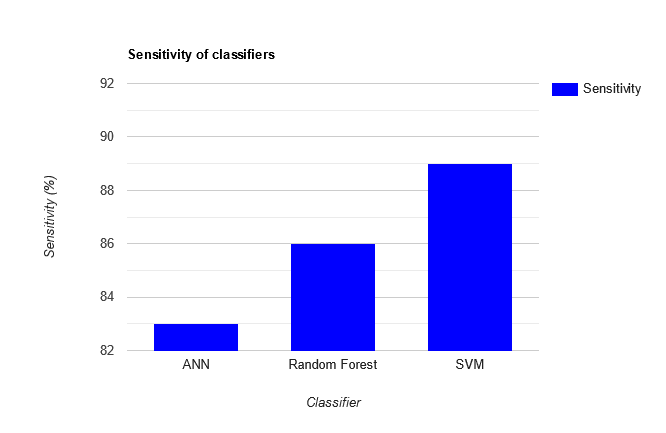 Sensitivity of classifiers
92
90
88
86
84
82
Sensitivity (%)
ANN Random Forest SVM
Classifier
Sensitivity